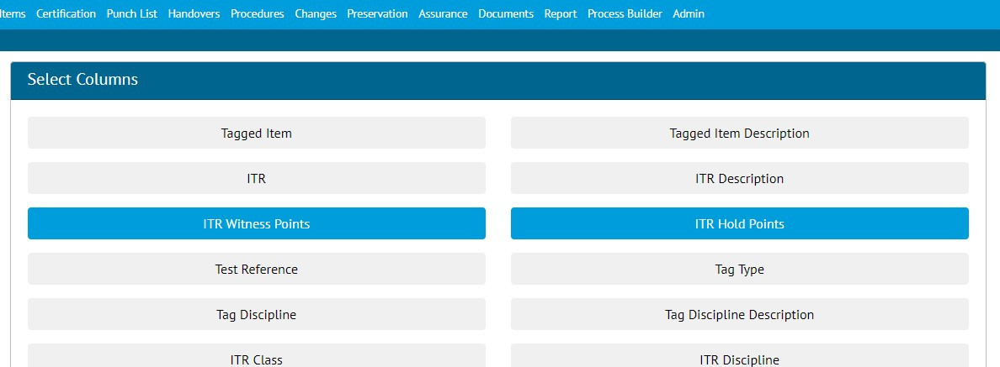 Items Certification Punch List Handovers Procedures Changes Preservation Assurance Documents Report Process Builder Admin
Select Columns
Tagged Item Tagged Item Description
ITR ITR Description
ITR Witness Points ITR Hold Points
Test Reference Tag Type
Tag Discipline Tag Discipline Description
ITR Class ITR Discipline